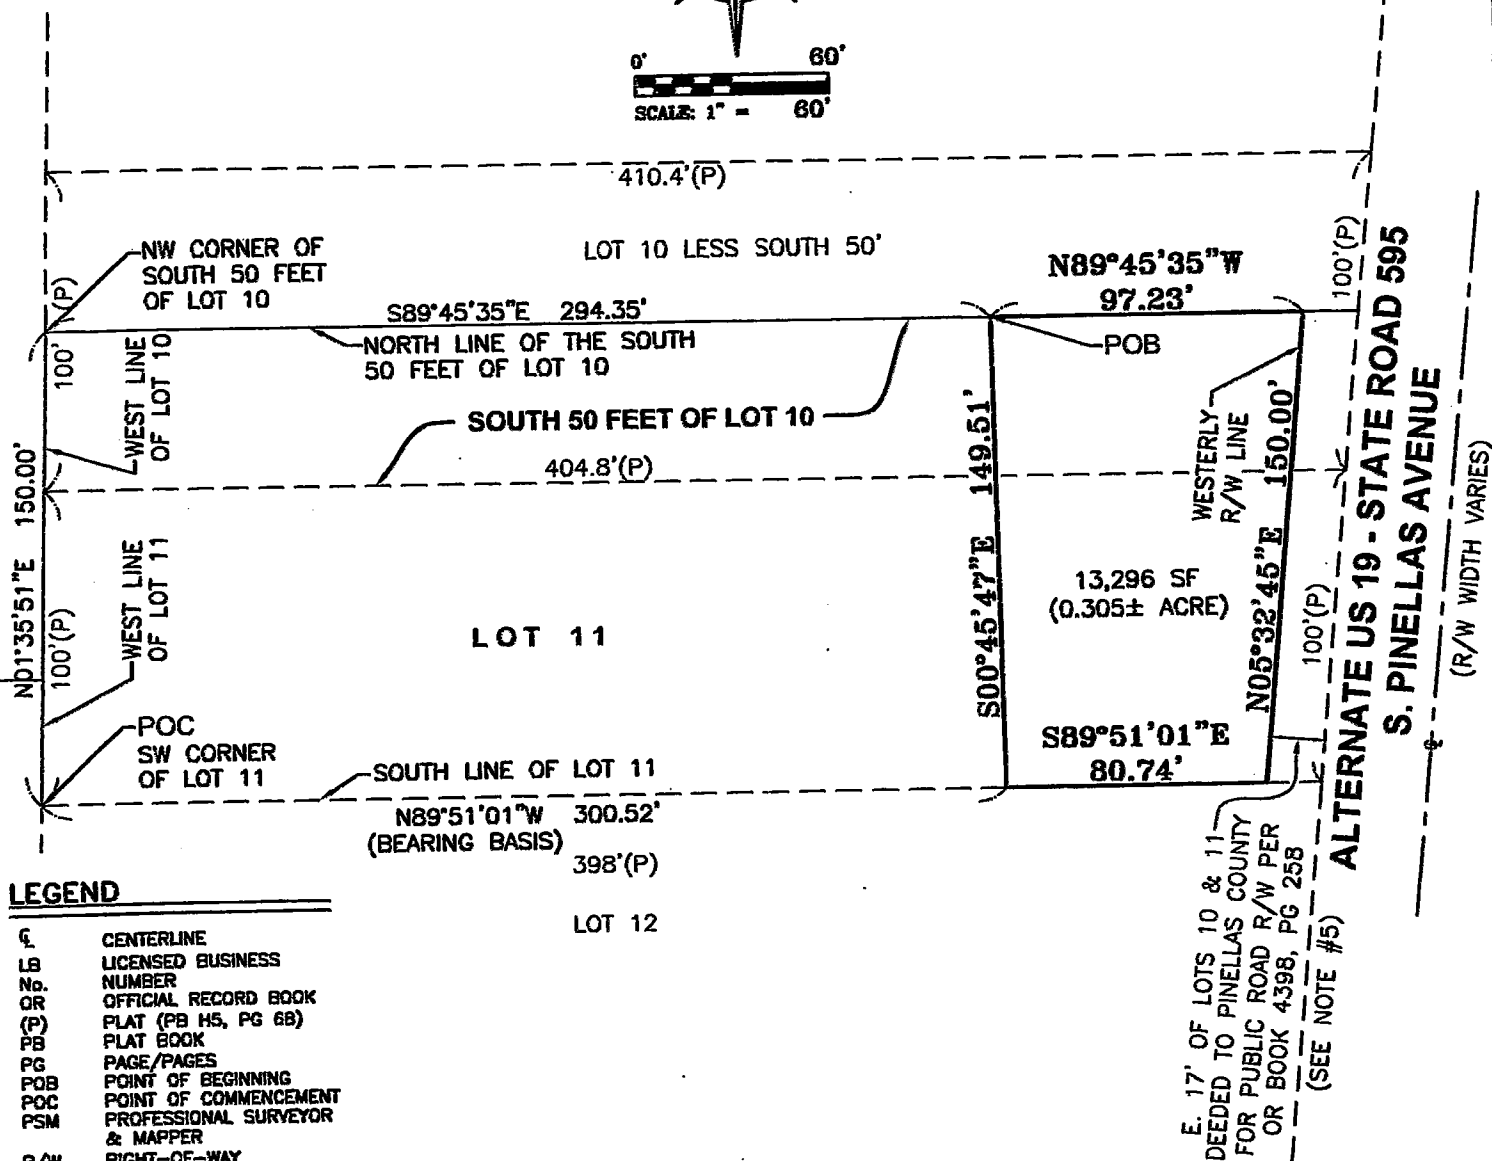 0' 60'
SCALE: 1" = 60'
410.4'(P)
NW CORNER OF
SOUTH 50 FEET
OF LOT 10
LOT 10 LESS SOUTH 50'
N89°45'35"W
97.23'
100'(P)
S89°45'35"E 294.35'
NORTH LINE OF THE SOUTH
50 FEET OF LOT 10
POB
100' (P)
WEST LINE
OF LOT 10
SOUTH 50 FEET OF LOT 10
404.8'(P)
N01°35'51"E 150.00'
S00°45'47"E 149.51'
WESTERLY
R/W LINE
N05°32'45"E 150.00'
ALTERNATE US 19 - STATE ROAD 595
S. PINELLAS AVENUE
(R/W WIDTH VARIES)
WEST LINE
OF LOT 11
100'(P)
LOT 11
13,296 SF
(0.305± ACRE)
100'(P)
POC
SW CORNER
OF LOT 11
SOUTH LINE OF LOT 11
S89°51'01"E
80.74'
N89°51'01"W 300.52'
(BEARING BASIS)
398'(P)
LOT 12
E. 17' OF LOTS 10 & 11
DEEDED TO PINELLAS COUNTY
FOR PUBLIC ROAD R/W PER
OR BOOK 4398, PG 258
(SEE NOTE #5)
LEGEND
℄ CENTERLINE
LB LICENSED BUSINESS
No. NUMBER
OR OFFICIAL RECORD BOOK
(P) PLAT (PB H5, PG 68)
PB PLAT BOOK
PG PAGE/PAGES
POB POINT OF BEGINNING
POC POINT OF COMMENCEMENT
PSM PROFESSIONAL SURVEYOR
& MAPPER
R/W RIGHT-OF-WAY